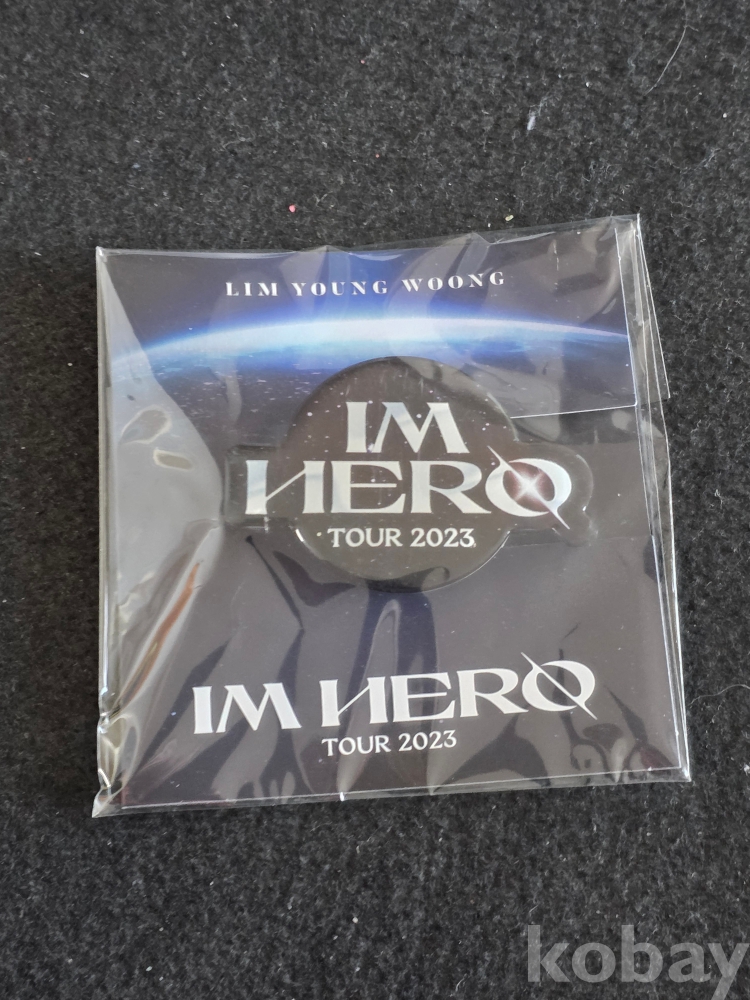 LIM YOUNG WOONG
IM
HERO
TOUR 2023
IM HERO
TOUR 2023
kobay